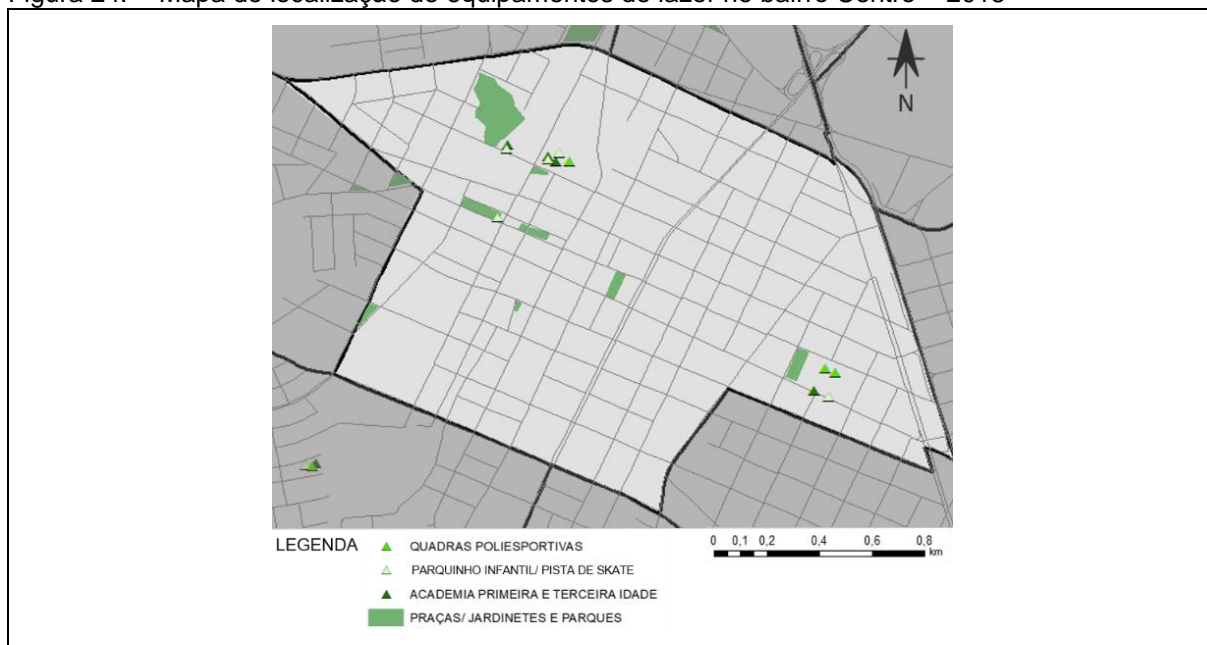 N
LEGENDA
QUADRAS POLIESPORTIVAS
PARQUINHO INFANTIL/ PISTA DE SKATE
ACADEMIA PRIMEIRA E TERCEIRA IDADE
PRAÇAS/ JARDINETES E PARQUES
0 0,1 0,2 0,4 0,6 0,8
km